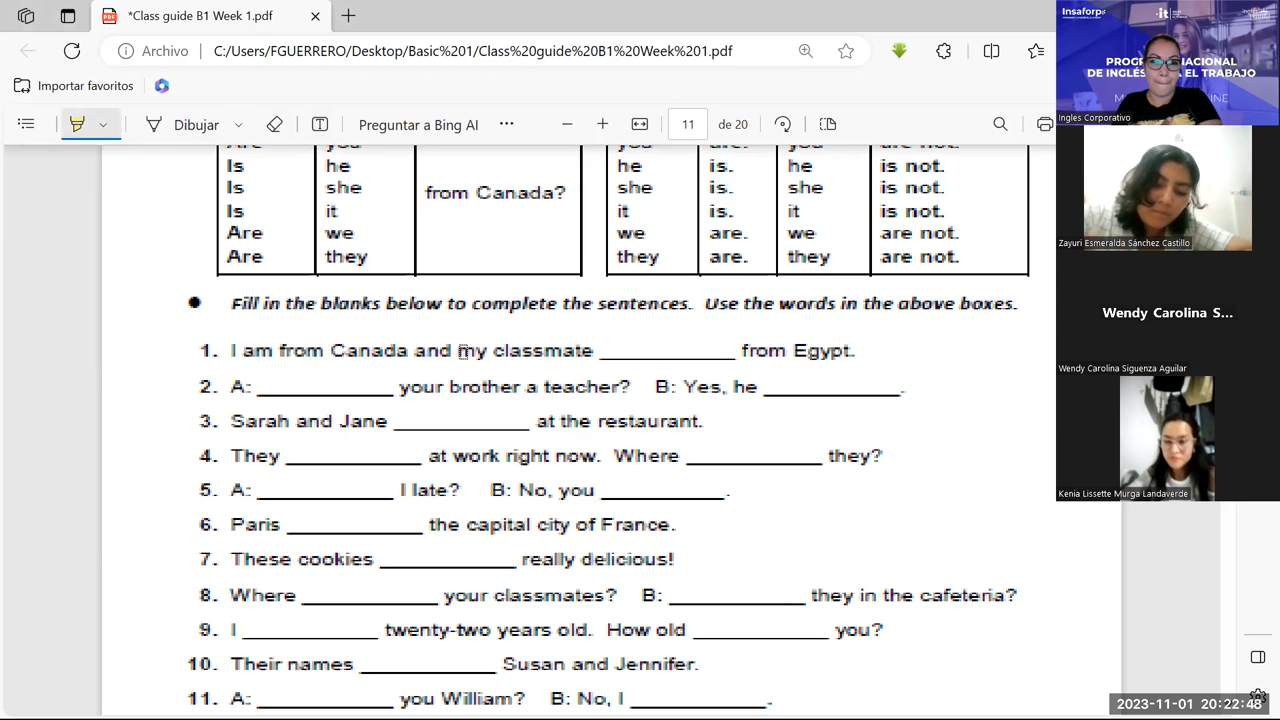 *Class guide B1 Week 1.pdf
Archivo
C:/Users/FGUERRERO/Desktop/Basic%201/Class%20guide%20B1%20Week%201.pdf
Importar favoritos
Dibujar
Preguntar a Bing AI
11
de 20
Is he
Is she
Is it
Are we
Are they
from Canada?
he is. he is not.
she is. she is not.
it is. it is not.
we are. we are not.
they are. they are not.
Fill in the blanks below to complete the sentences. Use the words in the above boxes.
1. I am from Canada and my classmate ____________ from Egypt.
2. A: ____________ your brother a teacher? B: Yes, he ____________.
3. Sarah and Jane ____________ at the restaurant.
4. They ____________ at work right now. Where ____________ they?
5. A: ____________ I late? B: No, you ____________.
6. Paris ____________ the capital city of France.
7. These cookies ____________ really delicious!
8. Where ____________ your classmates? B: ____________ they in the cafeteria?
9. I ____________ twenty-two years old. How old ____________ you?
10. Their names ____________ Susan and Jennifer.
11. A: ____________ you William? B: No, I ____________.
Insaforp
Ingles Corporativo
Zayuri Esmeralda Sánchez Castillo
Wendy Carolina S...
Wendy Carolina Siguenza Aguilar
Kenia Lissette Murga Landaverde
2023-11-01 20:22:48